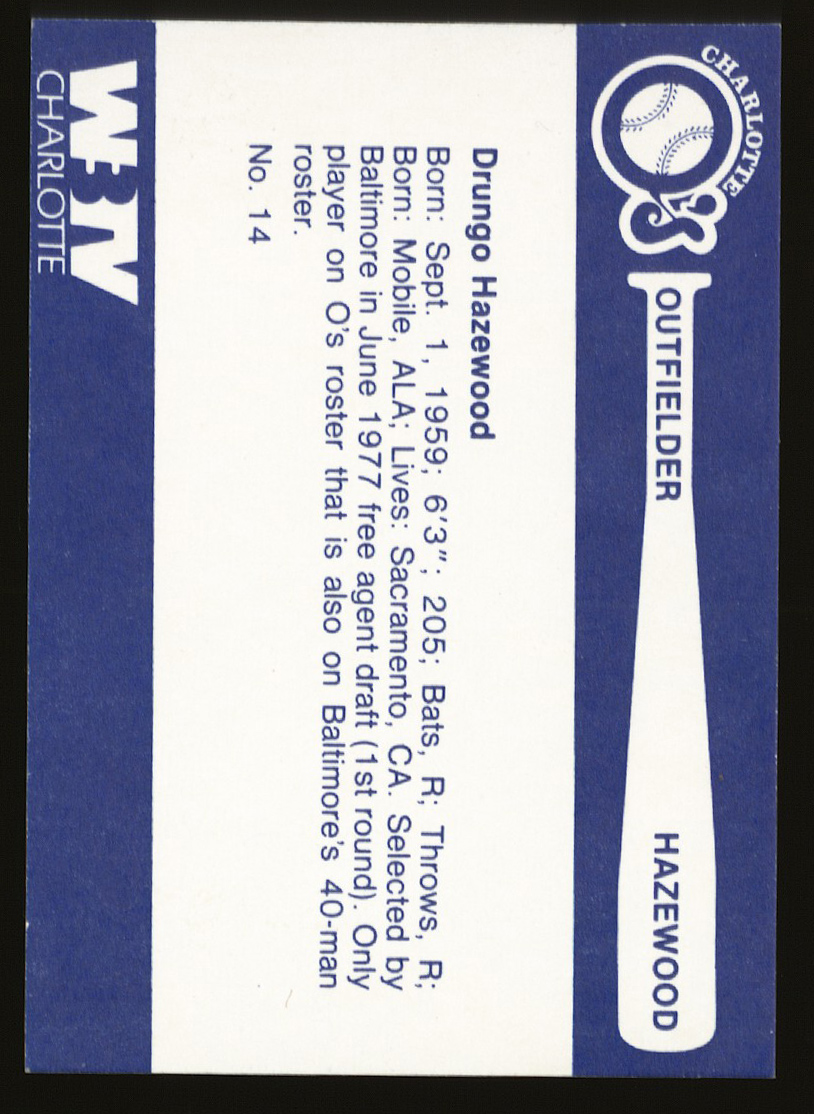 CHARLOTTE
O's
OUTFIELDER
HAZEWOOD
Drungo Hazewood
Born: Sept. 1, 1959; 6'3"; 205; Bats, R; Throws, R;
Born: Mobile, ALA; Lives: Sacramento, CA. Selected by
Baltimore in June 1977 free agent draft (1st round). Only
player on O's roster that is also on Baltimore's 40-man
roster.
No. 14
WBTV
CHARLOTTE